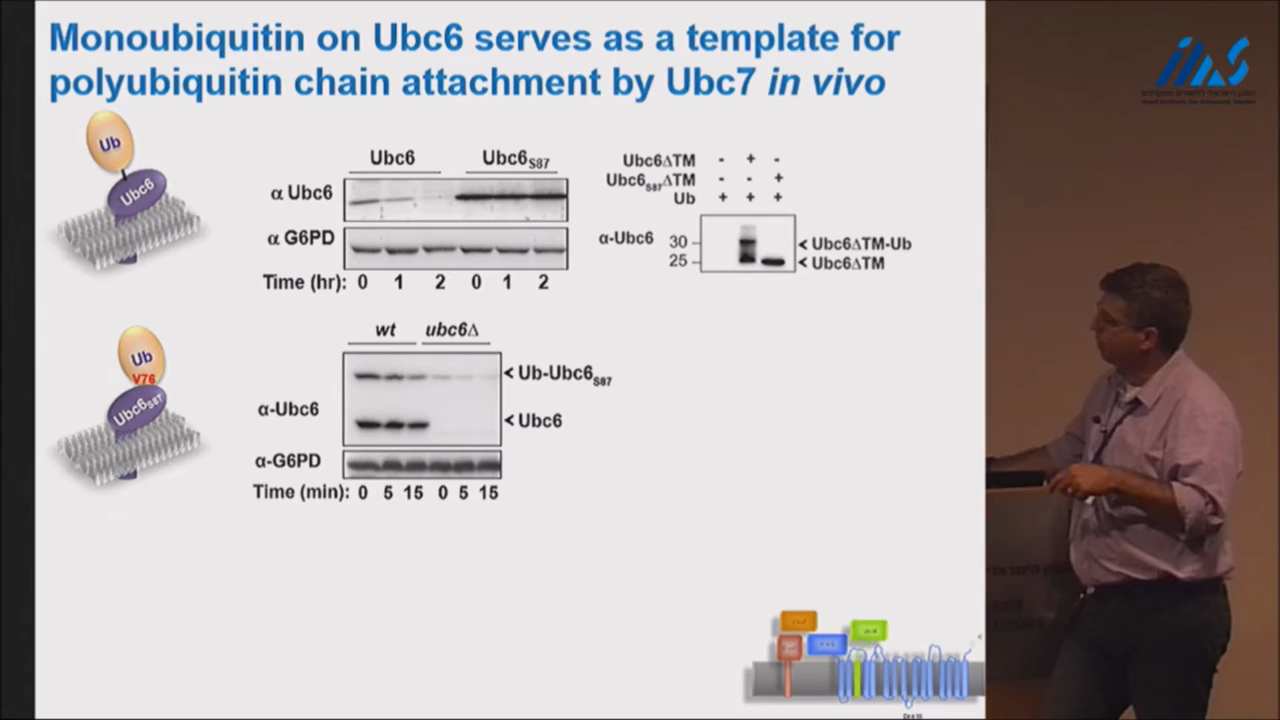 Monoubiquitin on Ubc6 serves as a template for
polyubiquitin chain attachment by Ubc7 in vivo
Ub
Ubc6
Ubc6 Ubc6S87
α Ubc6
α G6PD
Time (hr): 0 1 2 0 1 2
Ubc6ΔTM - + -
Ubc6S87ΔTM - - +
Ub + + +
α-Ubc6
30
25
< Ubc6ΔTM-Ub
< Ubc6ΔTM
Ub
V76
Ubc6S87
wt ubc6Δ
α-Ubc6
< Ub-Ubc6S87
< Ubc6
α-G6PD
Time (min): 0 5 15 0 5 15